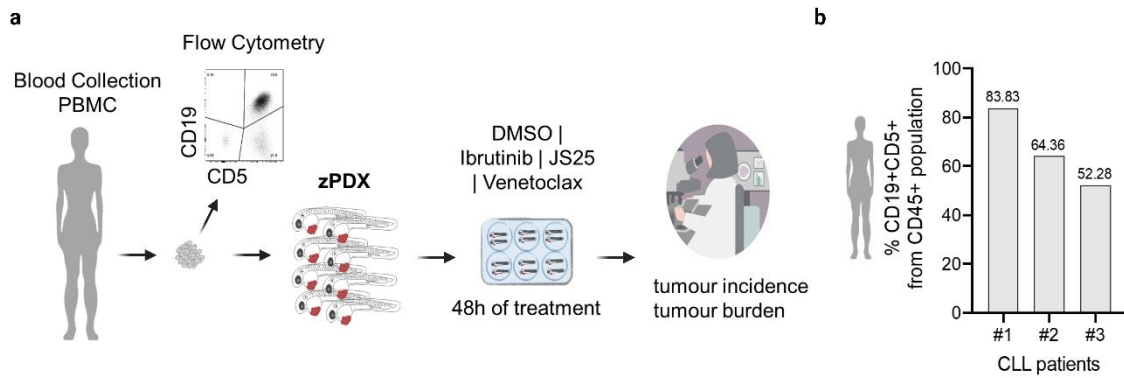 a
Flow Cytometry
Blood Collection
PBMC
CD19
CD5
zPDX
DMSO |
Ibrutinib | JS25
| Venetoclax
48h of treatment
tumour incidence
tumour burden
b
% CD19+CD5+
from CD45+ population
100
80
60
40
20
0
83.83
64.36
52.28
#1
#2
#3
CLL patients